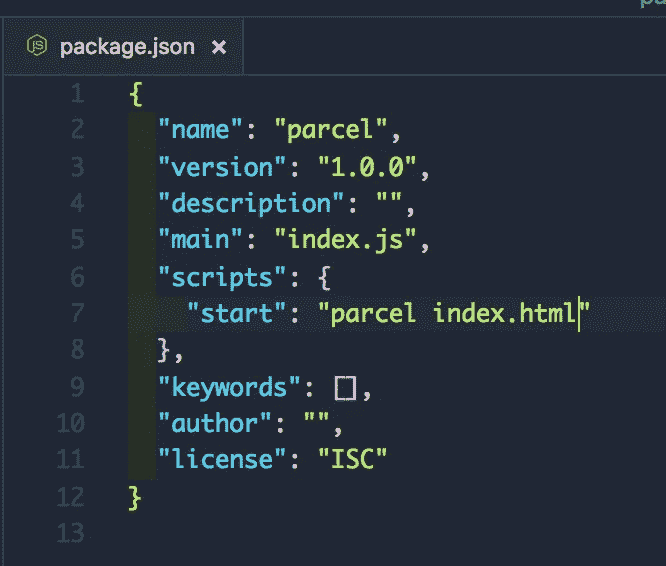 package.json ×
1 {
2 "name": "parcel",
3 "version": "1.0.0",
4 "description": "",
5 "main": "index.js",
6 "scripts": {
7 "start": "parcel index.html"
8 },
9 "keywords": [],
10 "author": "",
11 "license": "ISC"
12 }
13